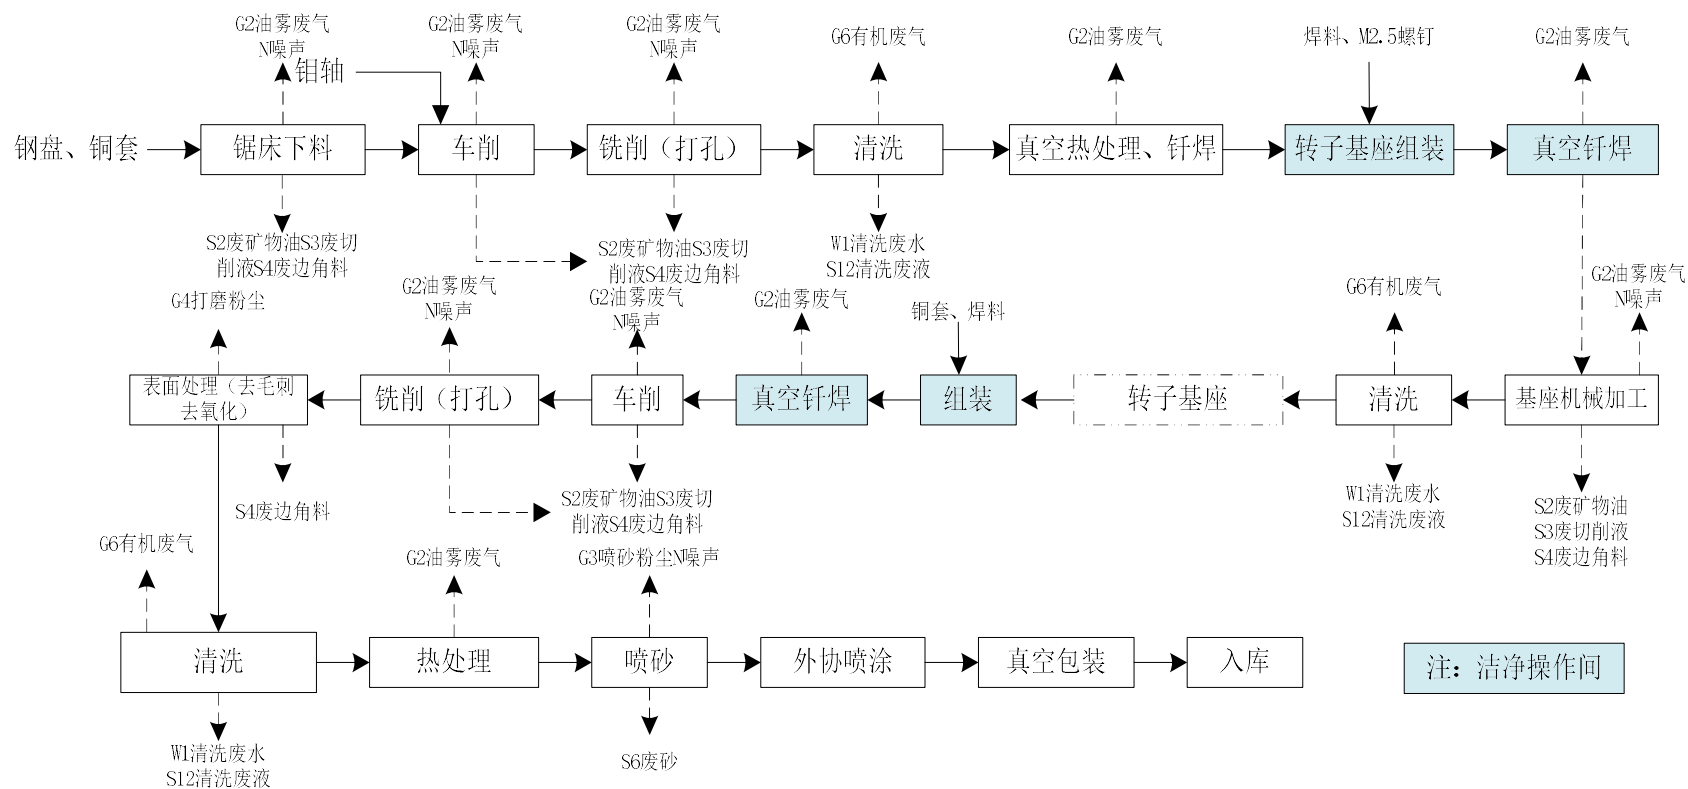 G2油雾废气
N噪声
G2油雾废气
N噪声
G2油雾废气
N噪声
G6有机废气
G2油雾废气
焊料、M2.5螺钉
G2油雾废气
钼轴
钢盘、铜套
锯床下料
车削
铣削（打孔）
清洗
真空热处理、钎焊
转子基座组装
真空钎焊
S2废矿物油S3废切
削液S4废边角料
S2废矿物油S3废切
削液S4废边角料
W1清洗废水
S12清洗废液
G4打磨粉尘
G2油雾废气
N噪声
G2油雾废气
N噪声
G2油雾废气
铜套、焊料
G6有机废气
G2油雾废气
N噪声
表面处理（去毛刺
去氧化）
铣削（打孔）
车削
真空钎焊
组装
转子基座
清洗
基座机械加工
S4废边角料
S2废矿物油S3废切
削液S4废边角料
W1清洗废水
S12清洗废液
S2废矿物油
S3废切削液
S4废边角料
G6有机废气
G2油雾废气
G3喷砂粉尘N噪声
清洗
热处理
喷砂
外协喷涂
真空包装
入库
注：洁净操作间
W1清洗废水
S12清洗废液
S6废砂